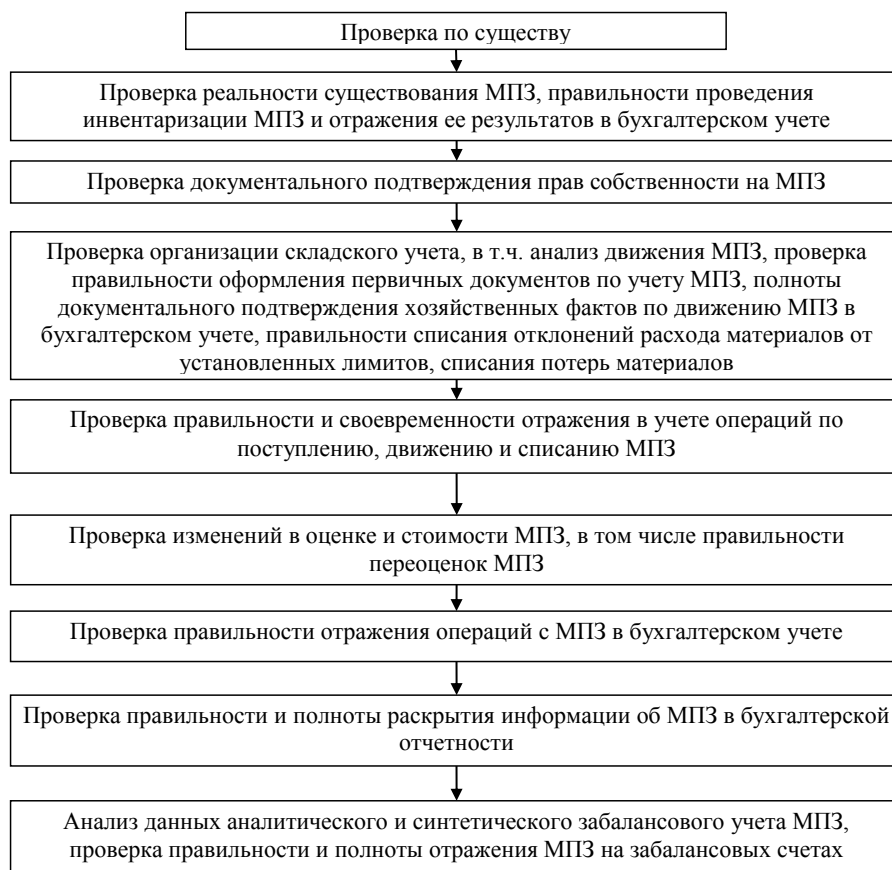 Проверка по существу
Проверка реальности существования МПЗ, правильности проведения
инвентаризации МПЗ и отражения ее результатов в бухгалтерском учете
Проверка документального подтверждения прав собственности на МПЗ
Проверка организации складского учета, в т.ч. анализ движения МПЗ, проверка
правильности оформления первичных документов по учету МПЗ, полноты
документального подтверждения хозяйственных фактов по движению МПЗ в
бухгалтерском учете, правильности списания отклонений расхода материалов от
установленных лимитов, списания потерь материалов
Проверка правильности и своевременности отражения в учете операций по
поступлению, движению и списанию МПЗ
Проверка изменений в оценке и стоимости МПЗ, в том числе правильности
переоценок МПЗ
Проверка правильности отражения операций с МПЗ в бухгалтерском учете
Проверка правильности и полноты раскрытия информации об МПЗ в бухгалтерской
отчетности
Анализ данных аналитического и синтетического забалансового учета МПЗ,
проверка правильности и полноты отражения МПЗ на забалансовых счетах